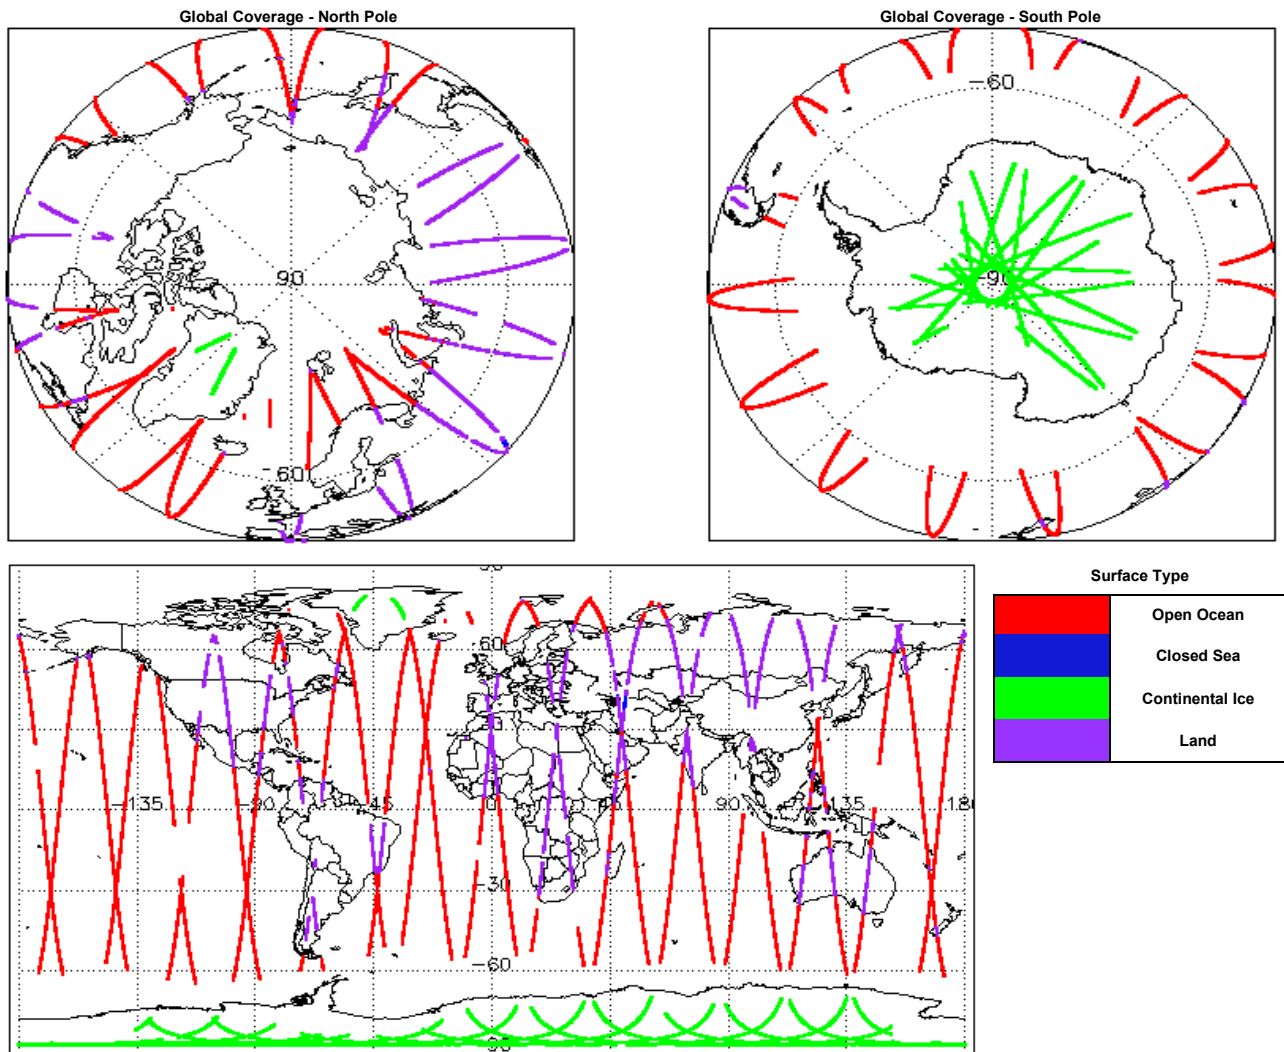 Global Coverage - North Pole
Global Coverage - South Pole
90
-60
-60
-90
60
-135
-90
-45
0
45
90
135
180
-30
-60
Surface Type
Open Ocean
Closed Sea
Continental Ice
Land